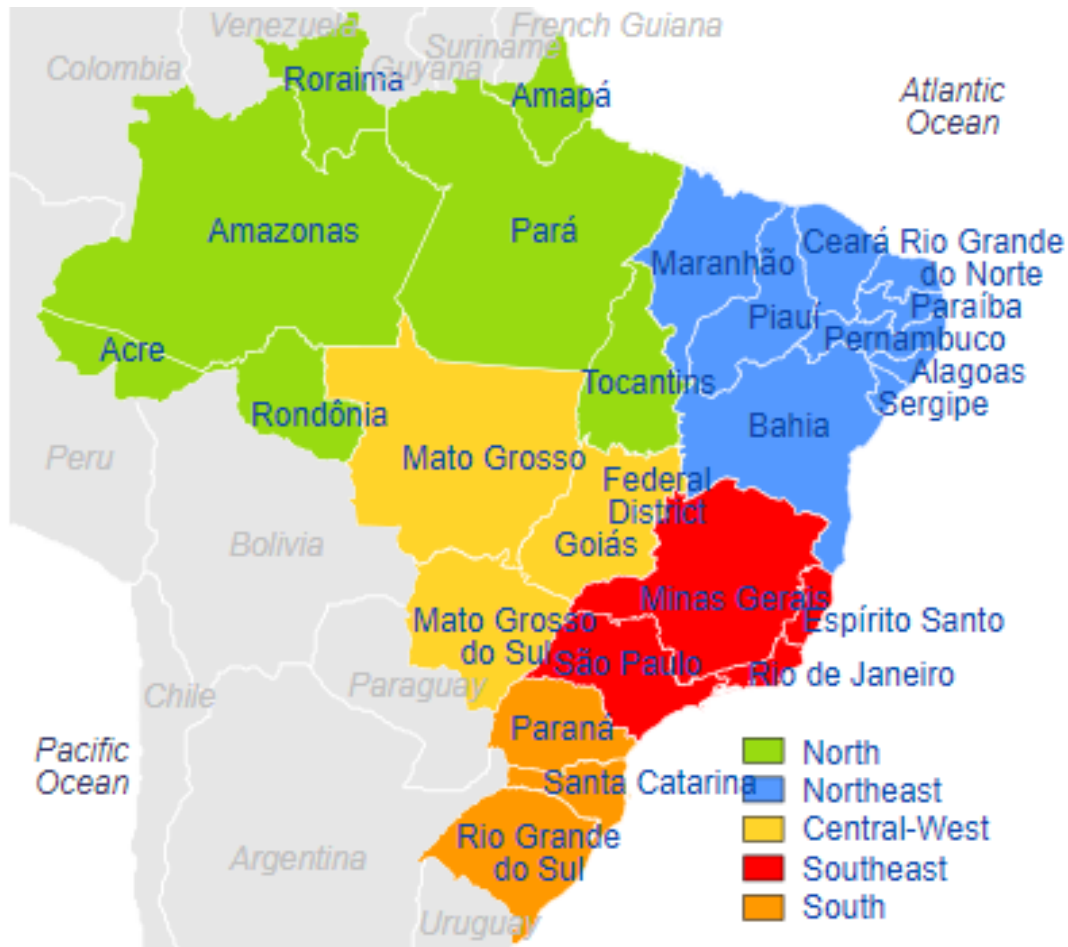 Venezuela
French Guiana
Suriname
Colombia
Guyana
Roraima
Amapá
Atlantic
Ocean
Amazonas
Pará
Maranhão
Ceará
Rio Grande
do Norte
Piauí
Paraíba
Pernambuco
Acre
Alagoas
Tocantins
Sergipe
Rondônia
Bahia
Peru
Mato Grosso
Federal
District
Bolivia
Goiás
Minas Gerais
Mato Grosso
do Sul
Espírito Santo
São Paulo
Rio de Janeiro
Paraguay
Chile
Paraná
Pacific
Ocean
Santa Catarina
Rio Grande
do Sul
Argentina
Uruguay
North
Northeast
Central-West
Southeast
South